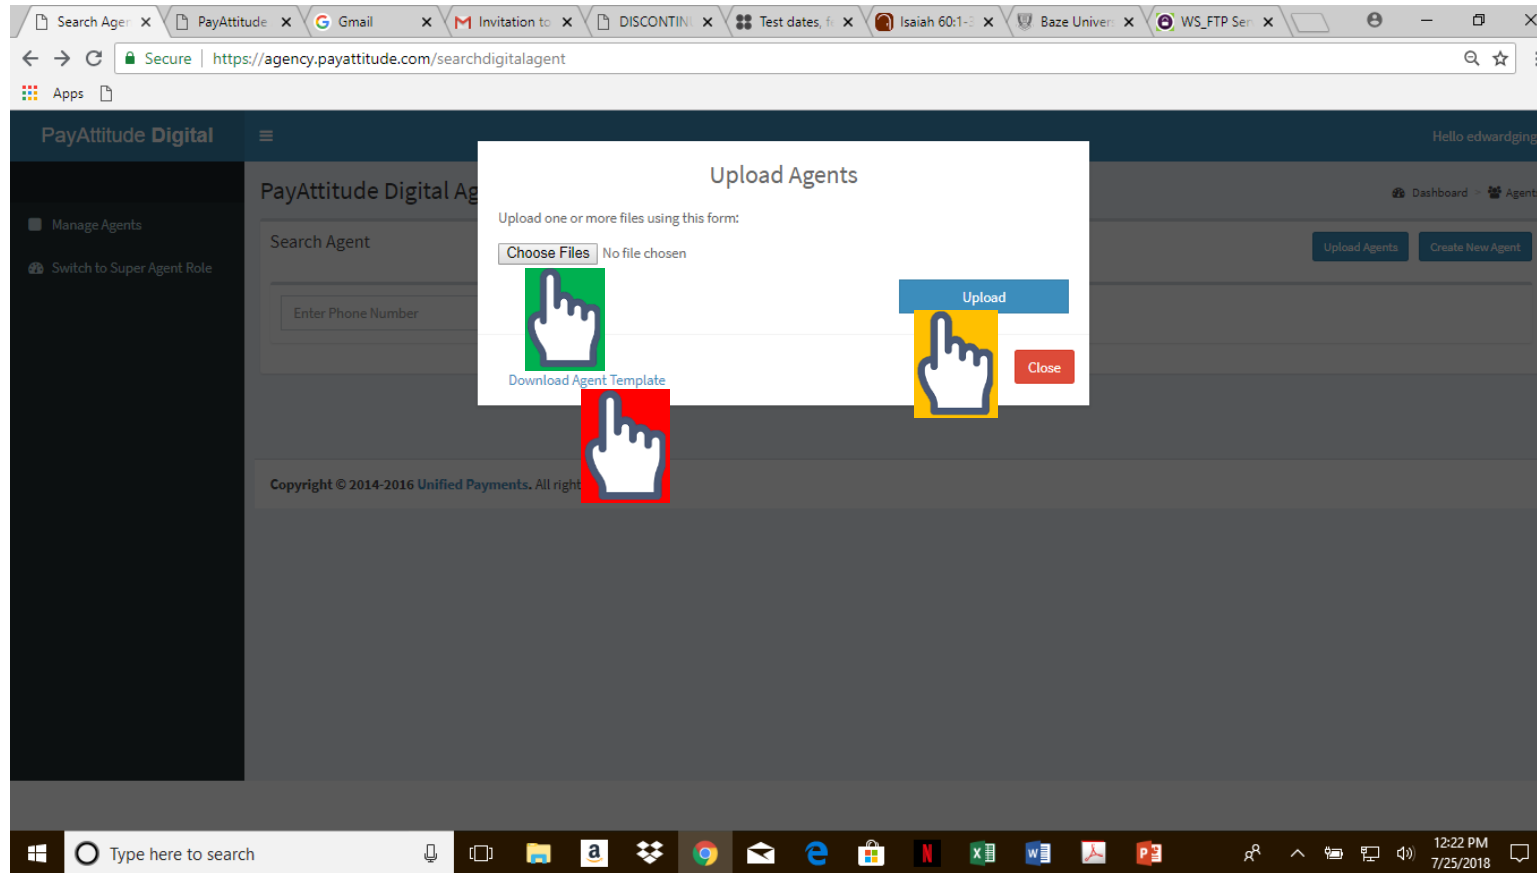 Search Ager
PayAttitude
Gmail
Invitation to
DISCONTINU
Test dates, f
Isaiah 60:1-3
Baze Univer
WS_FTP Ser
Secure | https://agency.payattitude.com/searchdigitalagent
Apps
PayAttitude Digital
Hello edwardging
PayAttitude Digital Ag
Dashboard > Agent
Manage Agents
Switch to Super Agent Role
Search Agent
Upload Agents
Create New Agent
Enter Phone Number
Upload Agents
Upload one or more files using this form:
Choose Files No file chosen
Upload
Download Agent Template
Close
Copyright © 2014-2016 Unified Payments. All right
Type here to search
12:22 PM
7/25/2018